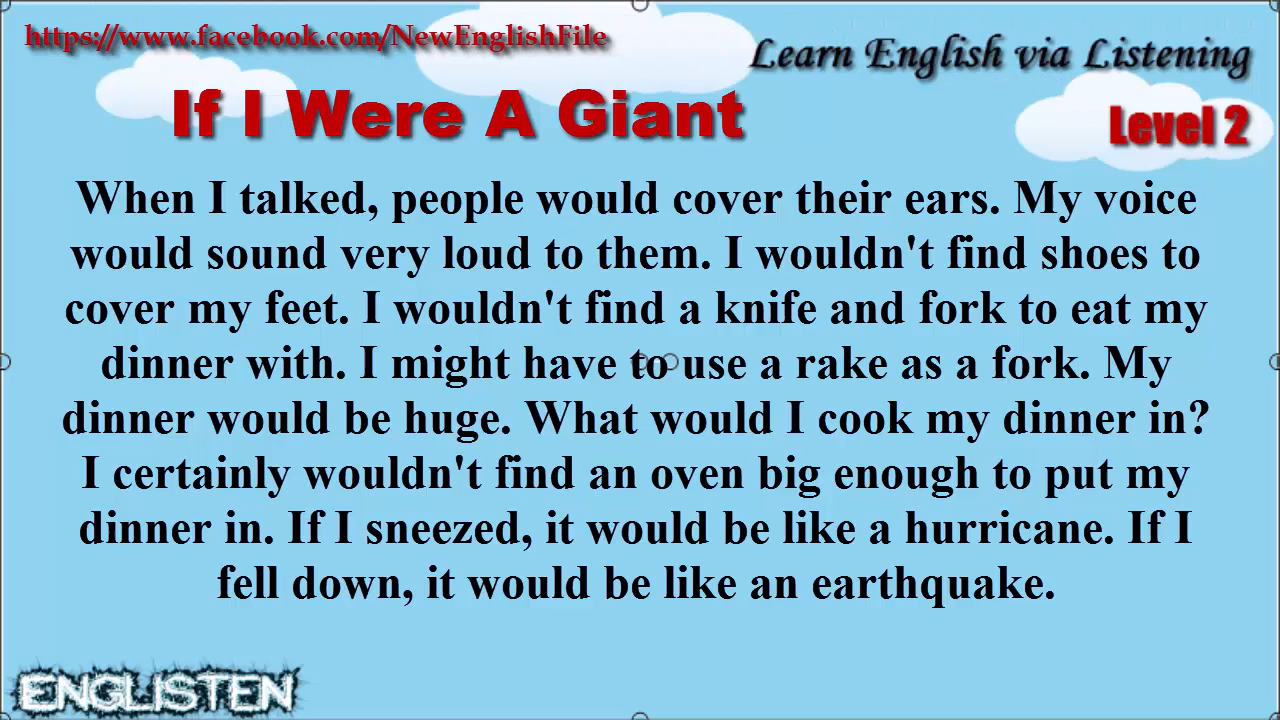 https://www.facebook.com/NewEnglishFile
Learn English via Listening
If I Were A Giant
Level 2
When I talked, people would cover their ears. My voice
would sound very loud to them. I wouldn't find shoes to
cover my feet. I wouldn't find a knife and fork to eat my
dinner with. I might have to use a rake as a fork. My
dinner would be huge. What would I cook my dinner in?
I certainly wouldn't find an oven big enough to put my
dinner in. If I sneezed, it would be like a hurricane. If I
fell down, it would be like an earthquake.
ENGLISTEN